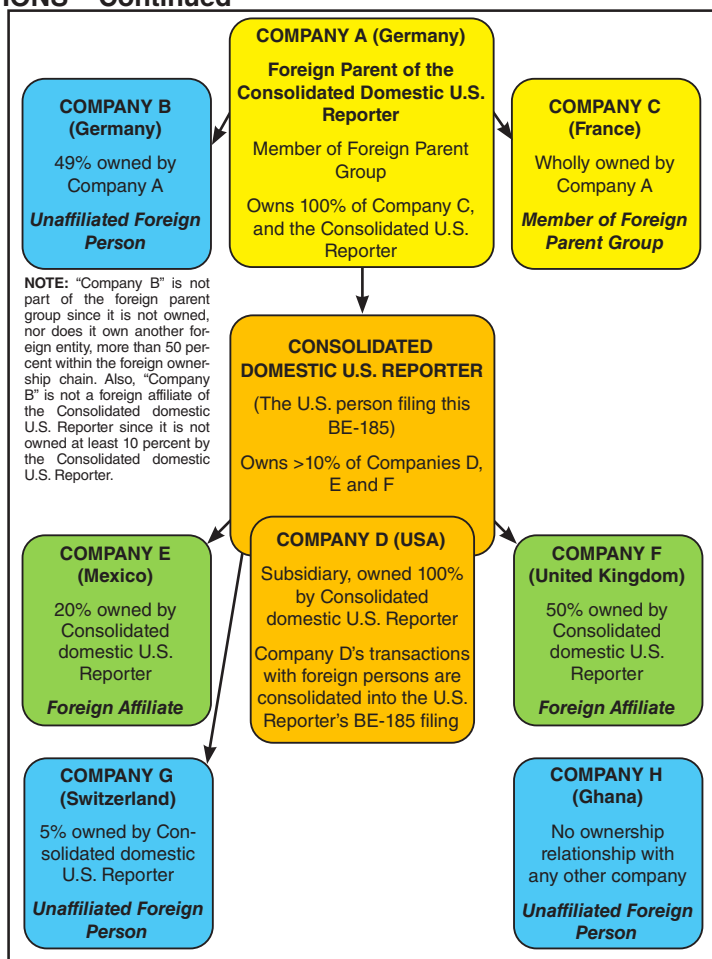 IONS – Continued
COMPANY A (Germany)
Foreign Parent of the
Consolidated Domestic U.S.
Reporter
Member of Foreign Parent
Group
Owns 100% of Company C,
and the Consolidated U.S.
Reporter
COMPANY B
(Germany)
49% owned by
Company A
Unaffiliated Foreign
Person
COMPANY C
(France)
Wholly owned by
Company A
Member of Foreign
Parent Group
NOTE: “Company B” is not
part of the foreign parent
group since it is not owned,
nor does it own another for-
eign entity, more than 50 per-
cent within the foreign owner-
ship chain. Also, “Company
B” is not a foreign affiliate of
the Consolidated domestic
U.S. Reporter since it is not
owned at least 10 percent by
the Consolidated domestic
U.S. Reporter.
CONSOLIDATED
DOMESTIC U.S. REPORTER
(The U.S. person filing this
BE-185)
Owns >10% of Companies D,
E and F
COMPANY E
(Mexico)
20% owned by
Consolidated
domestic U.S.
Reporter
Foreign Affiliate
COMPANY D (USA)
Subsidiary, owned 100%
by Consolidated
domestic U.S. Reporter
Company D’s transactions
with foreign persons are
consolidated into the U.S.
Reporter’s BE-185 filing
COMPANY F
(United Kingdom)
50% owned by
Consolidated
domestic U.S.
Reporter
Foreign Affiliate
COMPANY G
(Switzerland)
5% owned by Con-
solidated domestic
U.S. Reporter
Unaffiliated Foreign
Person
COMPANY H
(Ghana)
No ownership
relationship with
any other company
Unaffiliated Foreign
Person